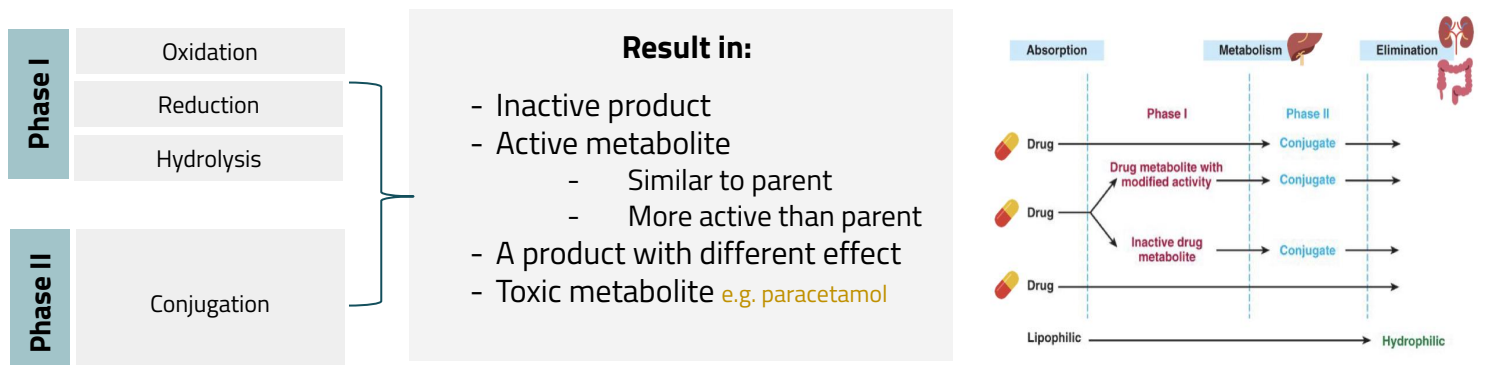 Phase I
Oxidation
Reduction
Hydrolysis
Phase II
Conjugation
Result in:
- Inactive product
- Active metabolite
- Similar to parent
- More active than parent
- A product with different effect
- Toxic metabolite e.g. paracetamol
Absorption
Metabolism
Elimination
Phase I
Phase II
Drug
Conjugate
Drug metabolite with
modified activity
Conjugate
Drug
Inactive drug
metabolite
Conjugate
Drug
Lipophilic
Hydrophilic